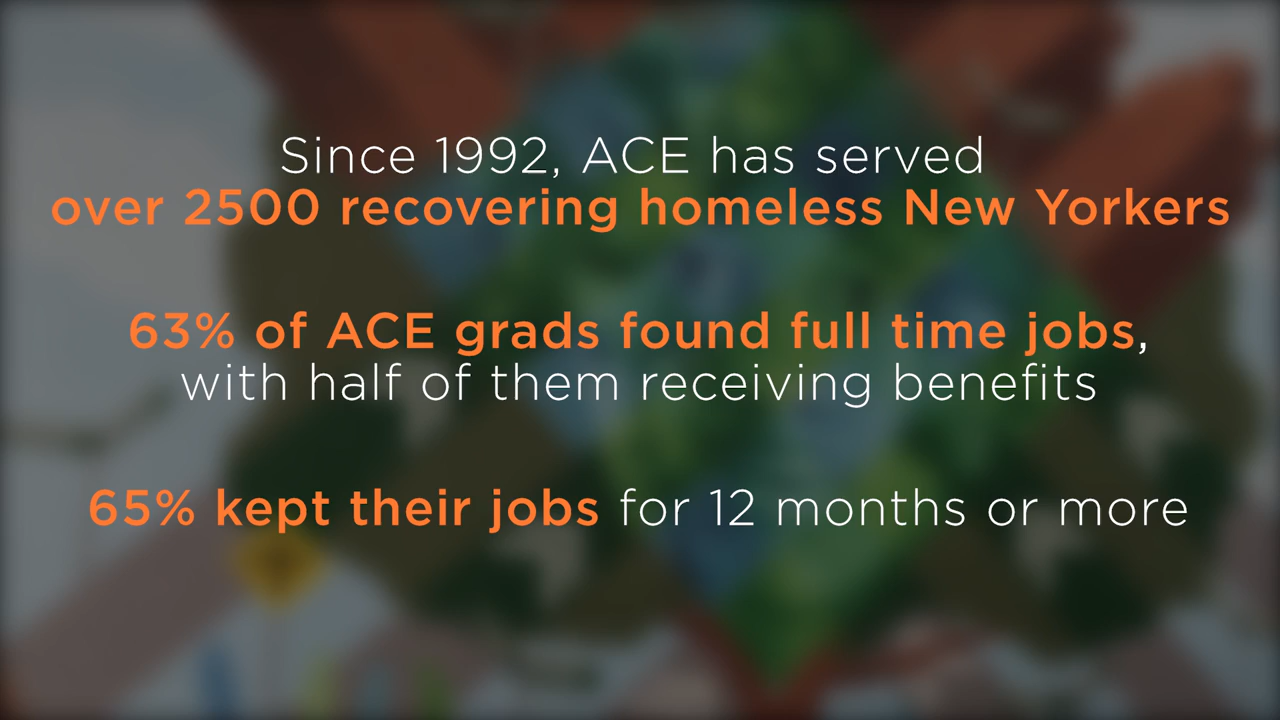 Since 1992, ACE has served
over 2500 recovering homeless New Yorkers
63% of ACE grads found full time jobs,
with half of them receiving benefits
65% kept their jobs for 12 months or more